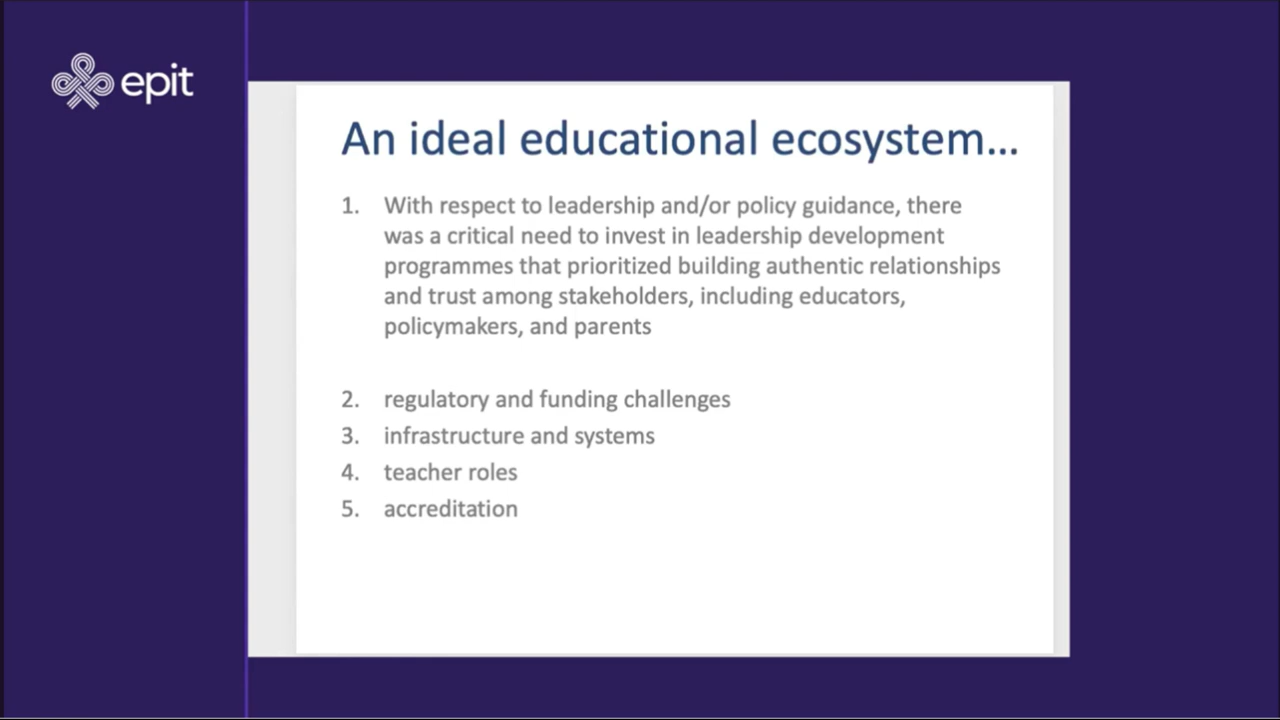 epit
An ideal educational ecosystem...
1. With respect to leadership and/or policy guidance, there
was a critical need to invest in leadership development
programmes that prioritized building authentic relationships
and trust among stakeholders, including educators,
policymakers, and parents
2. regulatory and funding challenges
3. infrastructure and systems
4. teacher roles
5. accreditation